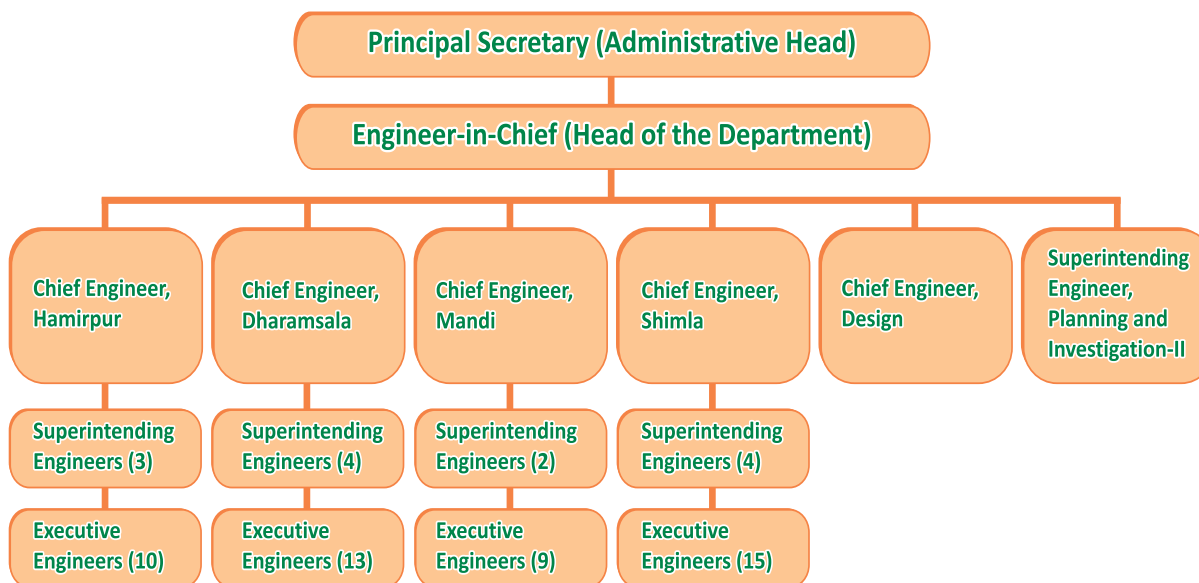 Principal Secretary (Administrative Head)
Engineer-in-Chief (Head of the Department)
Chief Engineer,
Hamirpur
Chief Engineer,
Dharamsala
Chief Engineer,
Mandi
Chief Engineer,
Shimla
Chief Engineer,
Design
Superintending
Engineer,
Planning and
Investigation-II
Superintending
Engineers (3)
Superintending
Engineers (4)
Superintending
Engineers (2)
Superintending
Engineers (4)
Executive
Engineers (10)
Executive
Engineers (13)
Executive
Engineers (9)
Executive
Engineers (15)